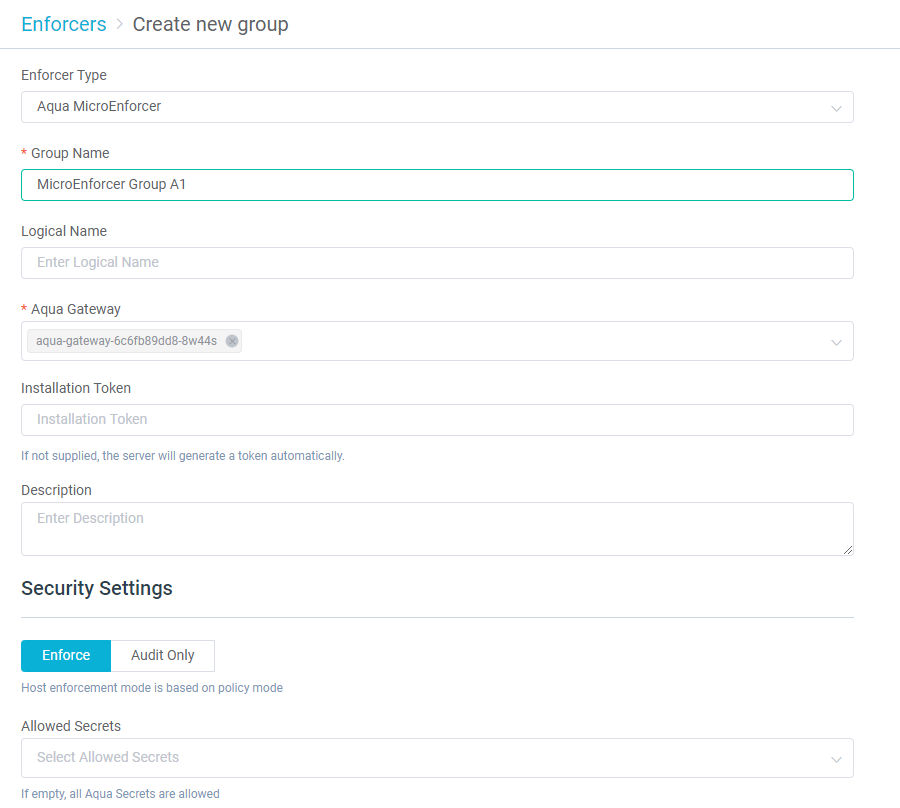 Enforcers > Create new group
Enforcer Type
Aqua MicroEnforcer
* Group Name
MicroEnforcer Group A1
Logical Name
Enter Logical Name
* Aqua Gateway
aqua-gateway-6c6fb89dd8-8w44s
Installation Token
Installation Token
If not supplied, the server will generate a token automatically.
Description
Enter Description
Security Settings
Enforce Audit Only
Host enforcement mode is based on policy mode
Allowed Secrets
Select Allowed Secrets
If empty, all Aqua Secrets are allowed